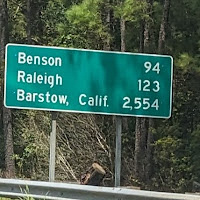 Benson 94
Raleigh 123
Barstow, Calif. 2,554